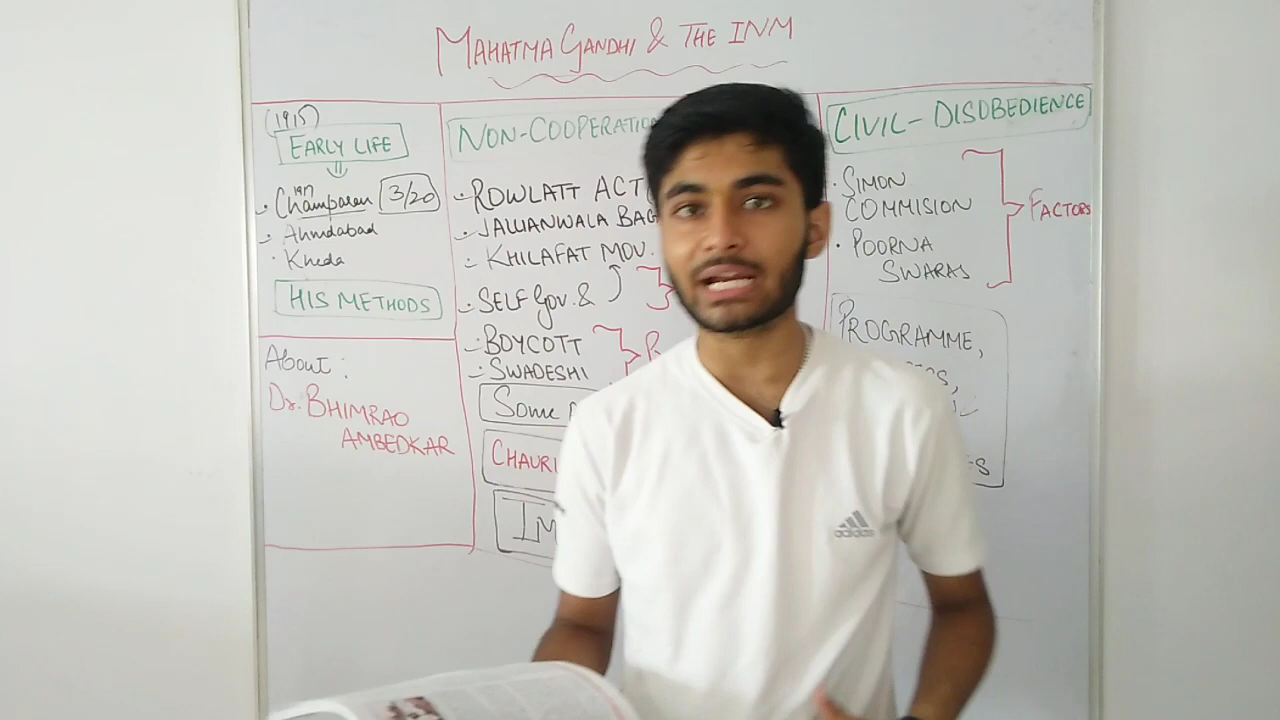 MAHATMA GANDHI & THE INM
(1915)
EARLY LIFE
Champaran 3/20
Ahmdabad
Kheda
HIS METHODS
About:
Dr. BHIMRAO
AMBEDKAR
NON-COOPERATION
ROWLATT ACT
JALLIANWALA BAG
KHILAFAT MOV.
SELF Gov. &
BOYCOTT
SWADESHI
Some
CHAURI
IM
CIVIL-DISOBEDIENCE
SIMON
COMMISION
POORNA
SWARAJ
FACTORS
PROGRAMME,
adidas